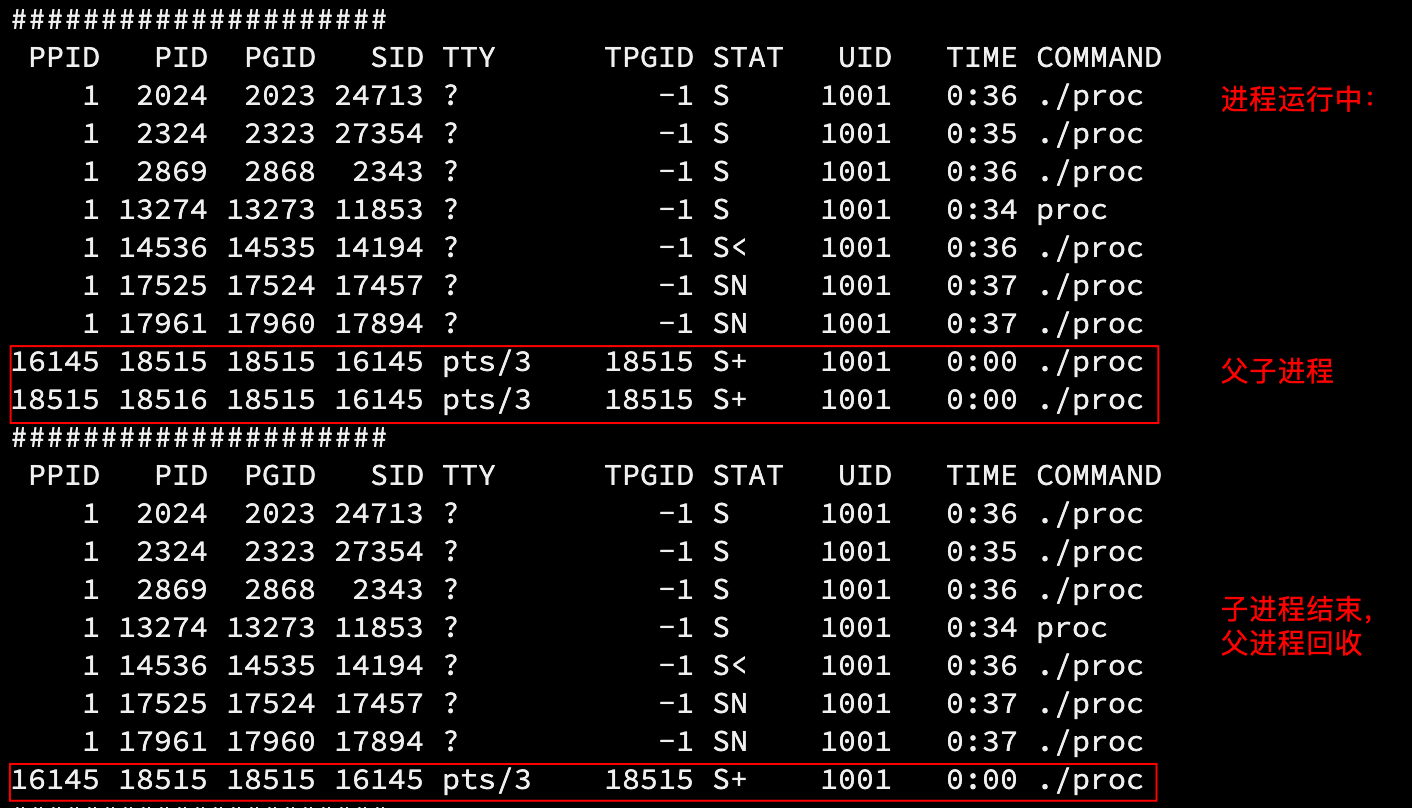 #####################
PPID PID PGID SID TTY TPGID STAT UID TIME COMMAND
1 2024 2023 24713 ? -1 S 1001 0:36 ./proc
进程运行中:
1 2324 2323 27354 ? -1 S 1001 0:35 ./proc
1 2869 2868 2343 ? -1 S 1001 0:36 ./proc
1 13274 13273 11853 ? -1 S 1001 0:34 proc
1 14536 14535 14194 ? -1 S< 1001 0:36 ./proc
1 17525 17524 17457 ? -1 SN 1001 0:37 ./proc
1 17961 17960 17894 ? -1 SN 1001 0:37 ./proc
16145 18515 18515 16145 pts/3 18515 S+ 1001 0:00 ./proc
父子进程
18515 18516 18515 16145 pts/3 18515 S+ 1001 0:00 ./proc
#####################
PPID PID PGID SID TTY TPGID STAT UID TIME COMMAND
1 2024 2023 24713 ? -1 S 1001 0:36 ./proc
1 2324 2323 27354 ? -1 S 1001 0:35 ./proc
1 2869 2868 2343 ? -1 S 1001 0:36 ./proc
子进程结束,
1 13274 13273 11853 ? -1 S 1001 0:34 proc
父进程回收
1 14536 14535 14194 ? -1 S< 1001 0:36 ./proc
1 17525 17524 17457 ? -1 SN 1001 0:37 ./proc
1 17961 17960 17894 ? -1 SN 1001 0:37 ./proc
16145 18515 18515 16145 pts/3 18515 S+ 1001 0:00 ./proc